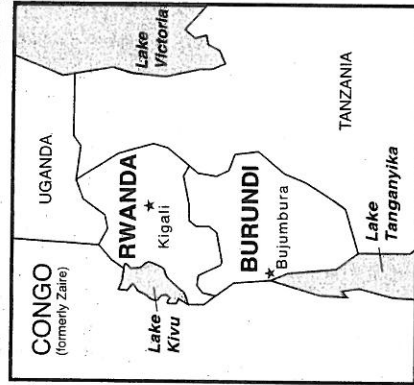 CONGO
(formerly Zaire)
UGANDA
Lake
Victoria
RWANDA
Kigali
Lake
Kivu
BURUNDI
Bujumbura
TANZANIA
Lake
Tanganyika